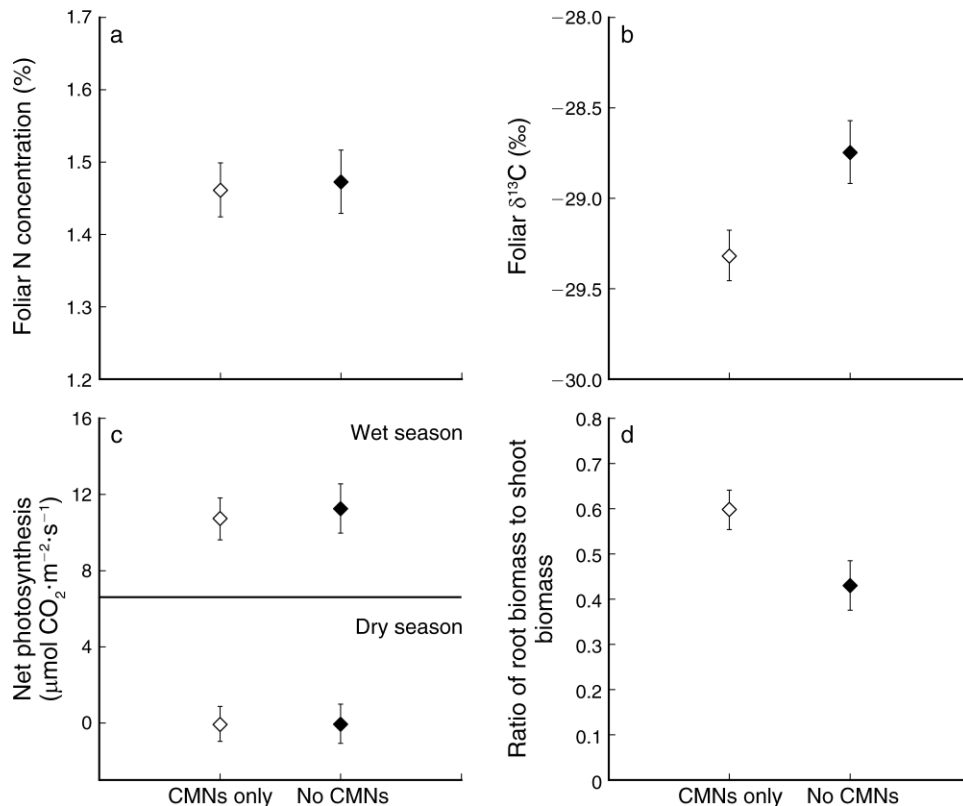 a
Foliar N concentration (%)
1.7
1.6
1.5
1.4
1.3
1.2
b
Foliar δ¹³C (‰)
−28.0
−28.5
−29.0
−29.5
−30.0
c
Wet season
Dry season
Net photosynthesis
(μmol CO₂·m⁻²·s⁻¹)
16
12
8
4
0
CMNs only No CMNs
d
Ratio of root biomass to shoot
biomass
0.8
0.7
0.6
0.5
0.4
0.3
0.2
0.1
0
CMNs only No CMNs